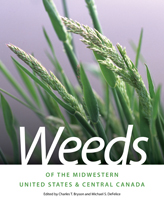 Weeds
OF THE MIDWESTERN
UNITED STATES & CENTRAL CANADA
Edited by Charles T. Bryson and Michael S. DeFelice